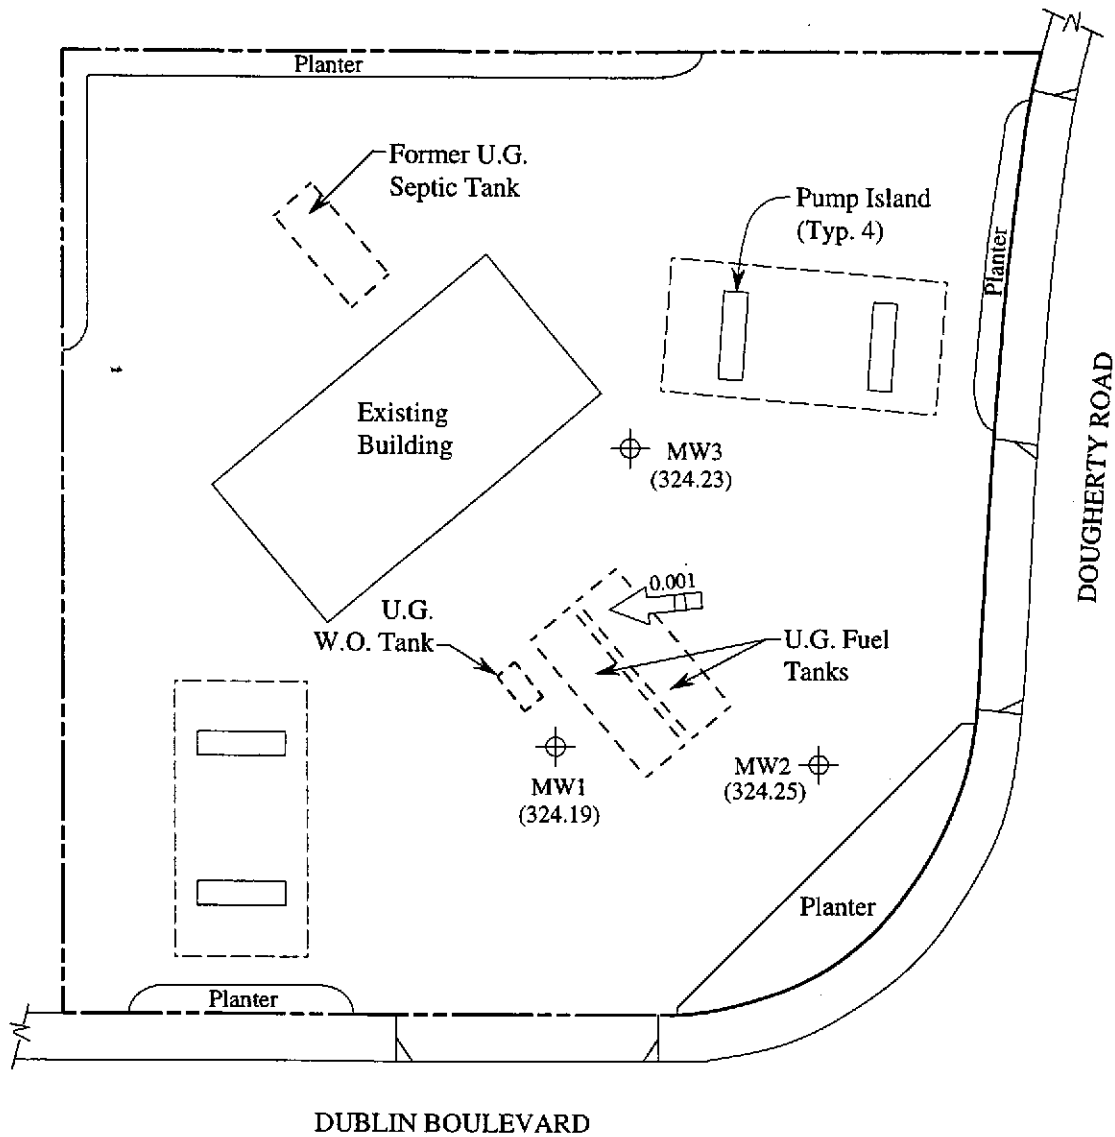 Planter
Former U.G.
Septic Tank
Pump Island
(Typ. 4)
Planter
Existing
Building
MW3
(324.23)
DOUGHERTY ROAD
0.001
U.G.
W.O. Tank
U.G. Fuel
Tanks
MW1
(324.19)
MW2
(324.25)
Planter
Planter
DUBLIN BOULEVARD